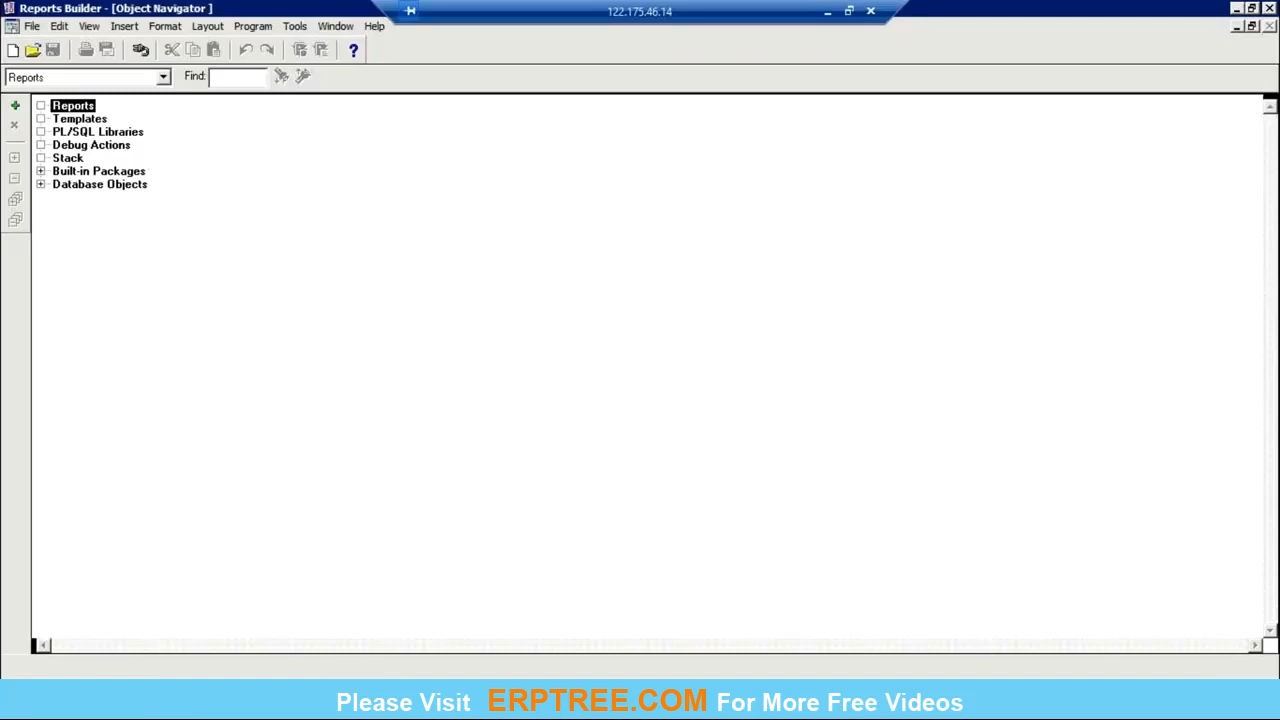 Reports Builder - [Object Navigator ]
122.175.46.14
File Edit View Insert Format Layout Program Tools Window Help
Reports Find:
Reports
Templates
PL/SQL Libraries
Debug Actions
Stack
Built-in Packages
Database Objects
Please Visit ERPTREE.COM For More Free Videos